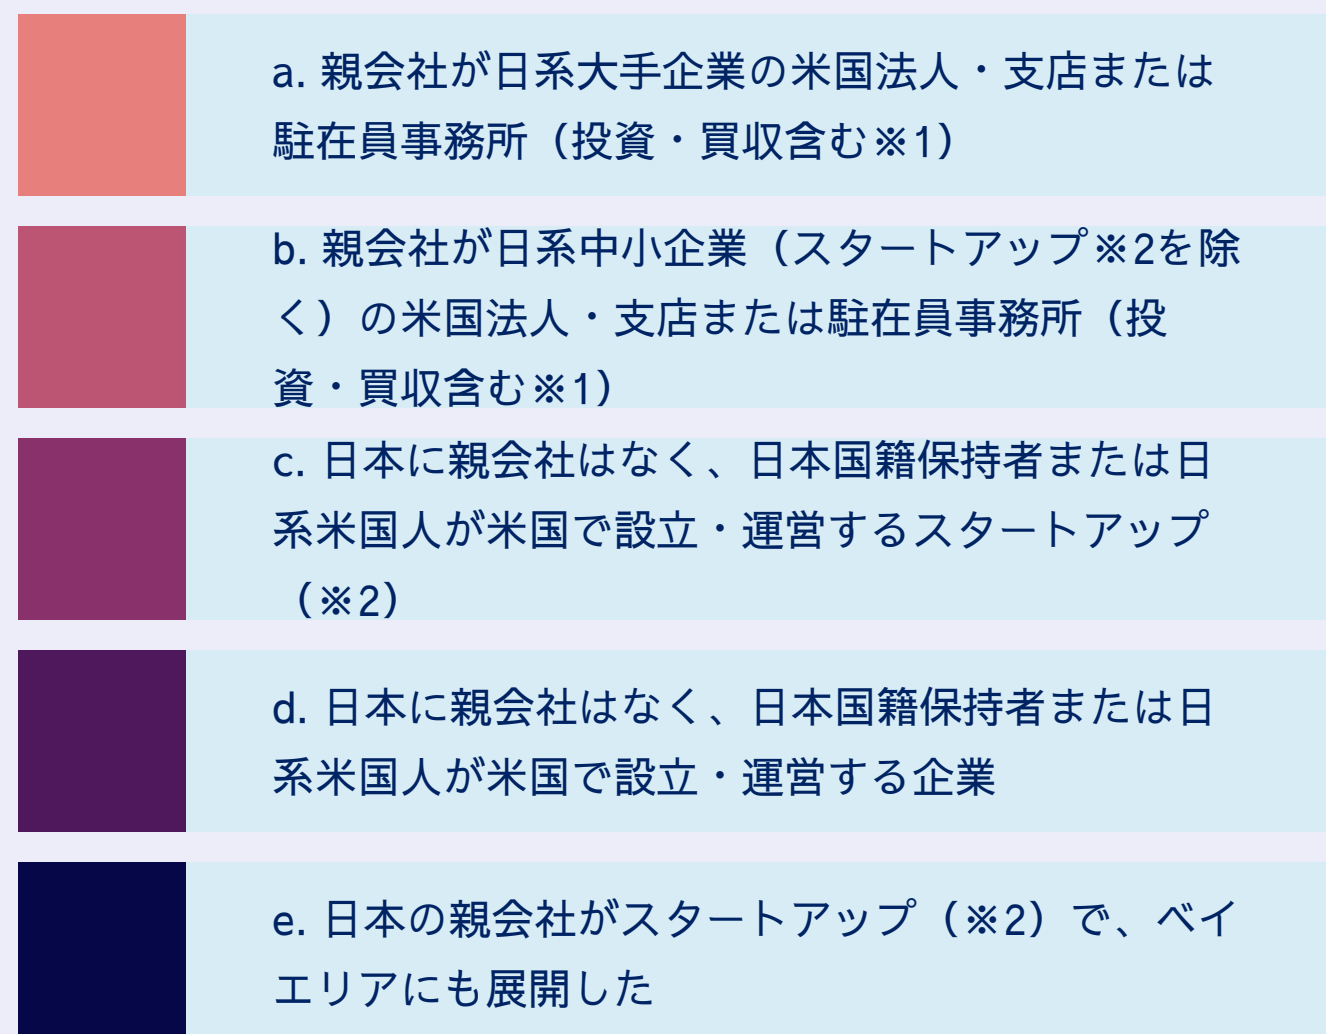 a. 親会社が日系大手企業の米国法人・支店または
駐在員事務所（投資・買収含む※1）
b. 親会社が日系中小企業（スタートアップ※2を除
く）の米国法人・支店または駐在員事務所（投
資・買収含む※1）
c. 日本に親会社はなく、日本国籍保持者または日
系米国人が米国で設立・運営するスタートアップ
（※2）
d. 日本に親会社はなく、日本国籍保持者または日
系米国人が米国で設立・運営する企業
e. 日本の親会社がスタートアップ（※2）で、ベイ
エリアにも展開した